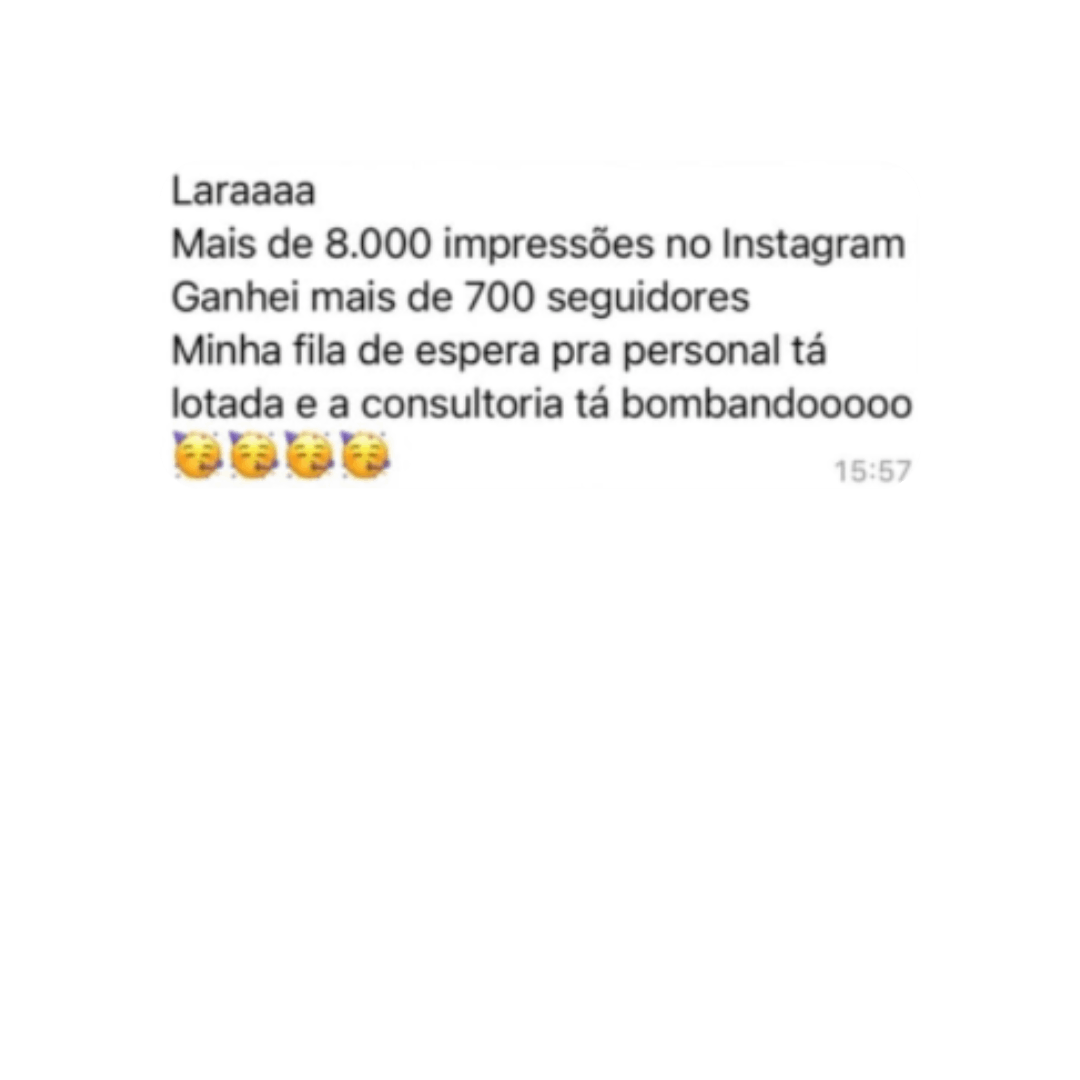 Laraaaa
Mais de 8.000 impressões no Instagram
Ganhei mais de 700 seguidores
Minha fila de espera pra personal tá
lotada e a consultoria tá bombandooooo
🥳🥳🥳🥳
15:57